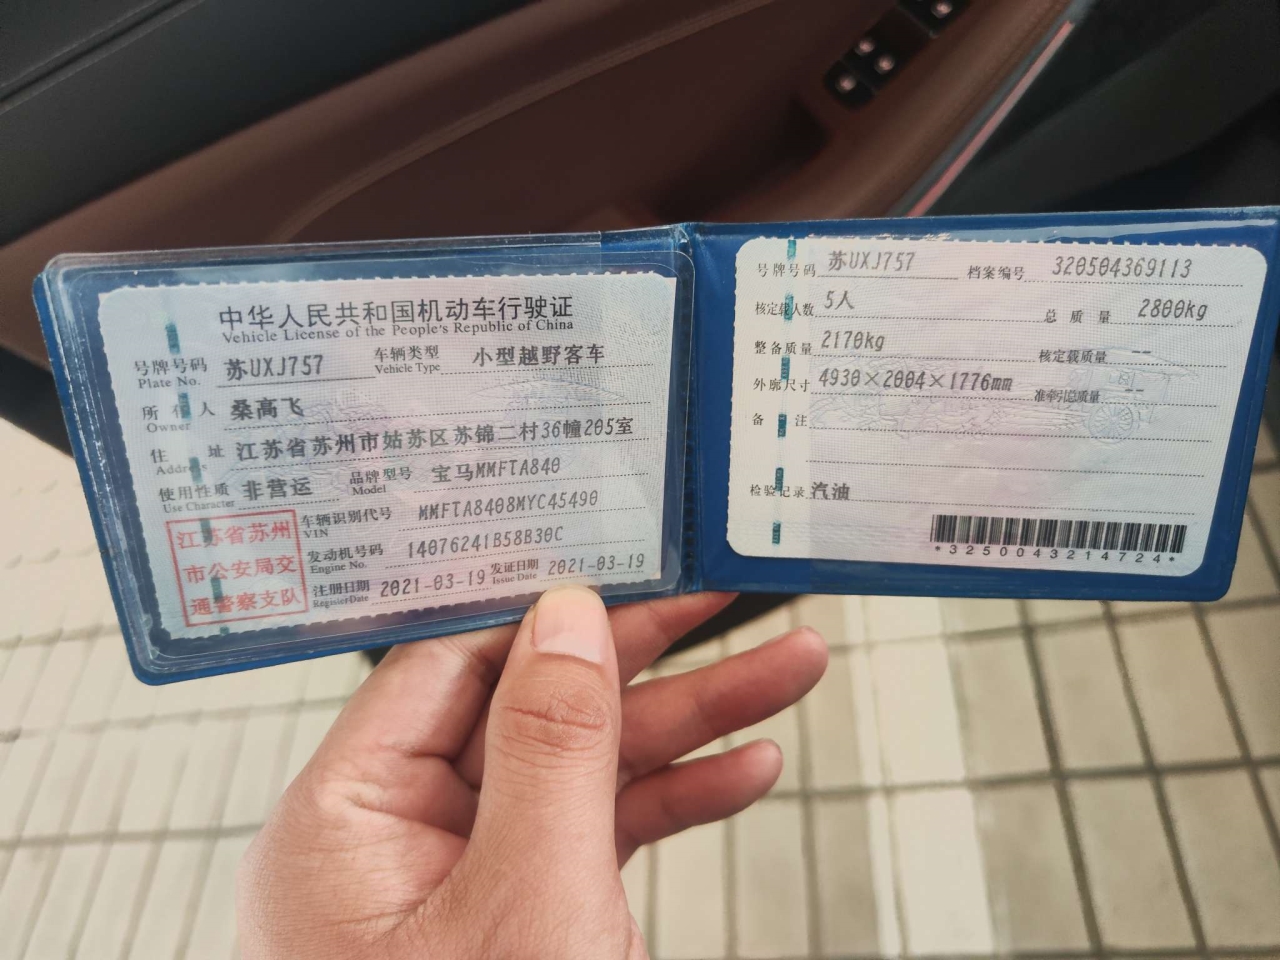 中华人民共和国机动车行驶证
Vehicle License of the People's Republic of China
号牌号码 苏UXJ757 车辆类型 小型越野客车
Plate No. Vehicle Type
所有人 桑高飞
Owner
住址 江苏省苏州市姑苏区苏锦二村36幢205室
Address
使用性质 非营运 品牌型号 宝马MMFTA840
Use Character Model
江苏省苏州
市公安局交
通警察支队
车辆识别代号 MMFTA8408MYC45490
VIN
发动机号码 14076241B58B30C
Engine No.
注册日期 2021-03-19 发证日期 2021-03-19
Register Date Issue Date
号牌号码 苏UXJ757 档案编号 320504369113
核定载人数 5人 总质量 2800kg
整备质量 2170kg 核定载质量 --
外廓尺寸 4930×2004×1776mm 准牵引总质量 --
备注
检验记录 汽油
*3250043214724*